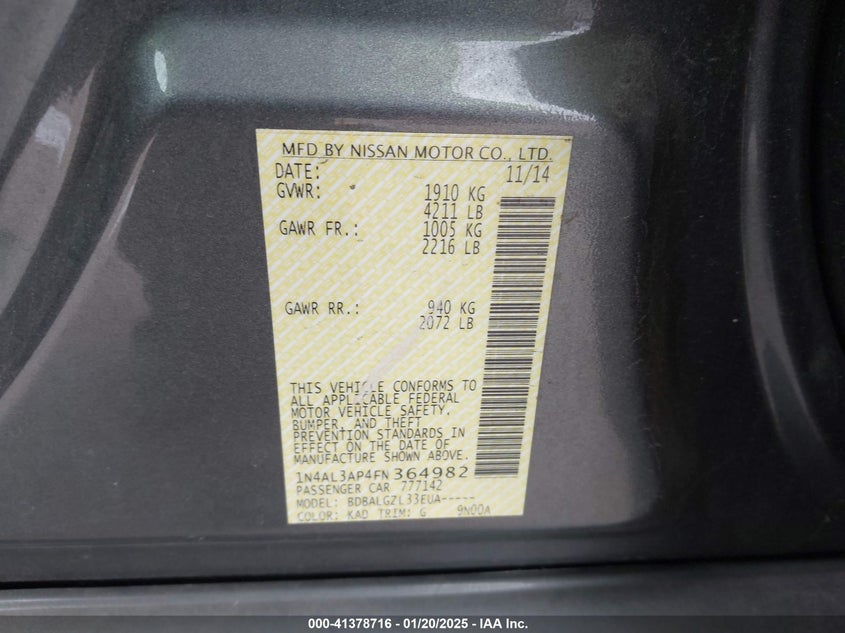 MFD BY NISSAN MOTOR CO., LTD.
DATE: 11/14
GVWR: 1910 KG
4211 LB
GAWR FR.: 1005 KG
2216 LB
GAWR RR.: 940 KG
2072 LB
THIS VEHICLE CONFORMS TO
ALL APPLICABLE FEDERAL
MOTOR VEHICLE SAFETY,
BUMPER, AND THEFT
PREVENTION STANDARDS IN
EFFECT ON THE DATE OF
MANUFACTURE SHOWN ABOVE.
1N4AL3AP4FN364982
PASSENGER CAR 777142
MODEL: BDBALGZL33EUA-----
COLOR: KAD TRIM: G 9N00A
000-41378716 - 01/20/2025 - IAA Inc.